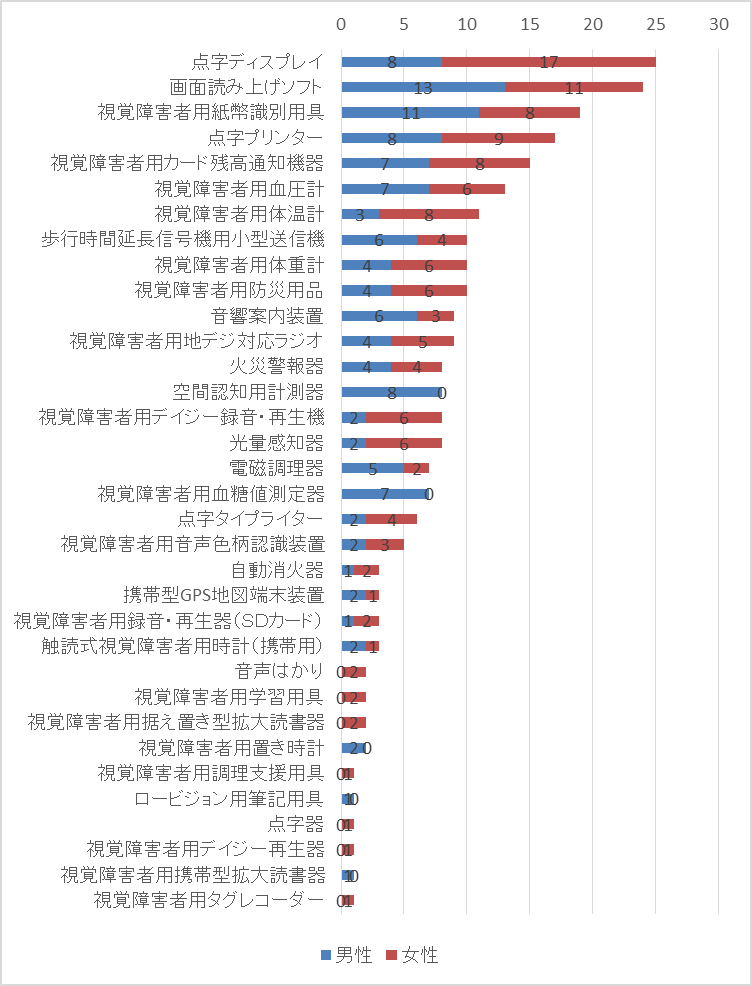 0 5 10 15 20 25 30
点字ディスプレイ 8 17
画面読み上げソフト 13 11
視覚障害者用紙幣識別用具 11 8
点字プリンター 8 9
視覚障害者用カード残高通知機器 7 8
視覚障害者用血圧計 7 6
視覚障害者用体温計 3 8
歩行時間延長信号機用小型送信機 6 4
視覚障害者用体重計 4 6
視覚障害者用防災用品 4 6
音響案内装置 6 3
視覚障害者用地デジ対応ラジオ 4 5
火災警報器 4 4
空間認知用計測器 8 0
視覚障害者用デイジー録音・再生機 2 6
光量感知器 2 6
電磁調理器 5 2
視覚障害者用血糖値測定器 7 0
点字タイプライター 2 4
視覚障害者用音声色柄認識装置 2 3
自動消火器 1 2
携帯型GPS地図端末装置 2 1
視覚障害者用録音・再生器（ＳＤカード） 1 2
触読式視覚障害者用時計（携帯用） 2 1
音声はかり 0 2
視覚障害者用学習用具 0 2
視覚障害者用据え置き型拡大読書器 0 2
視覚障害者用置き時計 2 0
視覚障害者用調理支援用具 0 1
ロービジョン用筆記用具 1 0
点字器 0 1
視覚障害者用デイジー再生器 0 1
視覚障害者用携帯型拡大読書器 1 0
視覚障害者用タグレコーダー 0 1
男性 女性